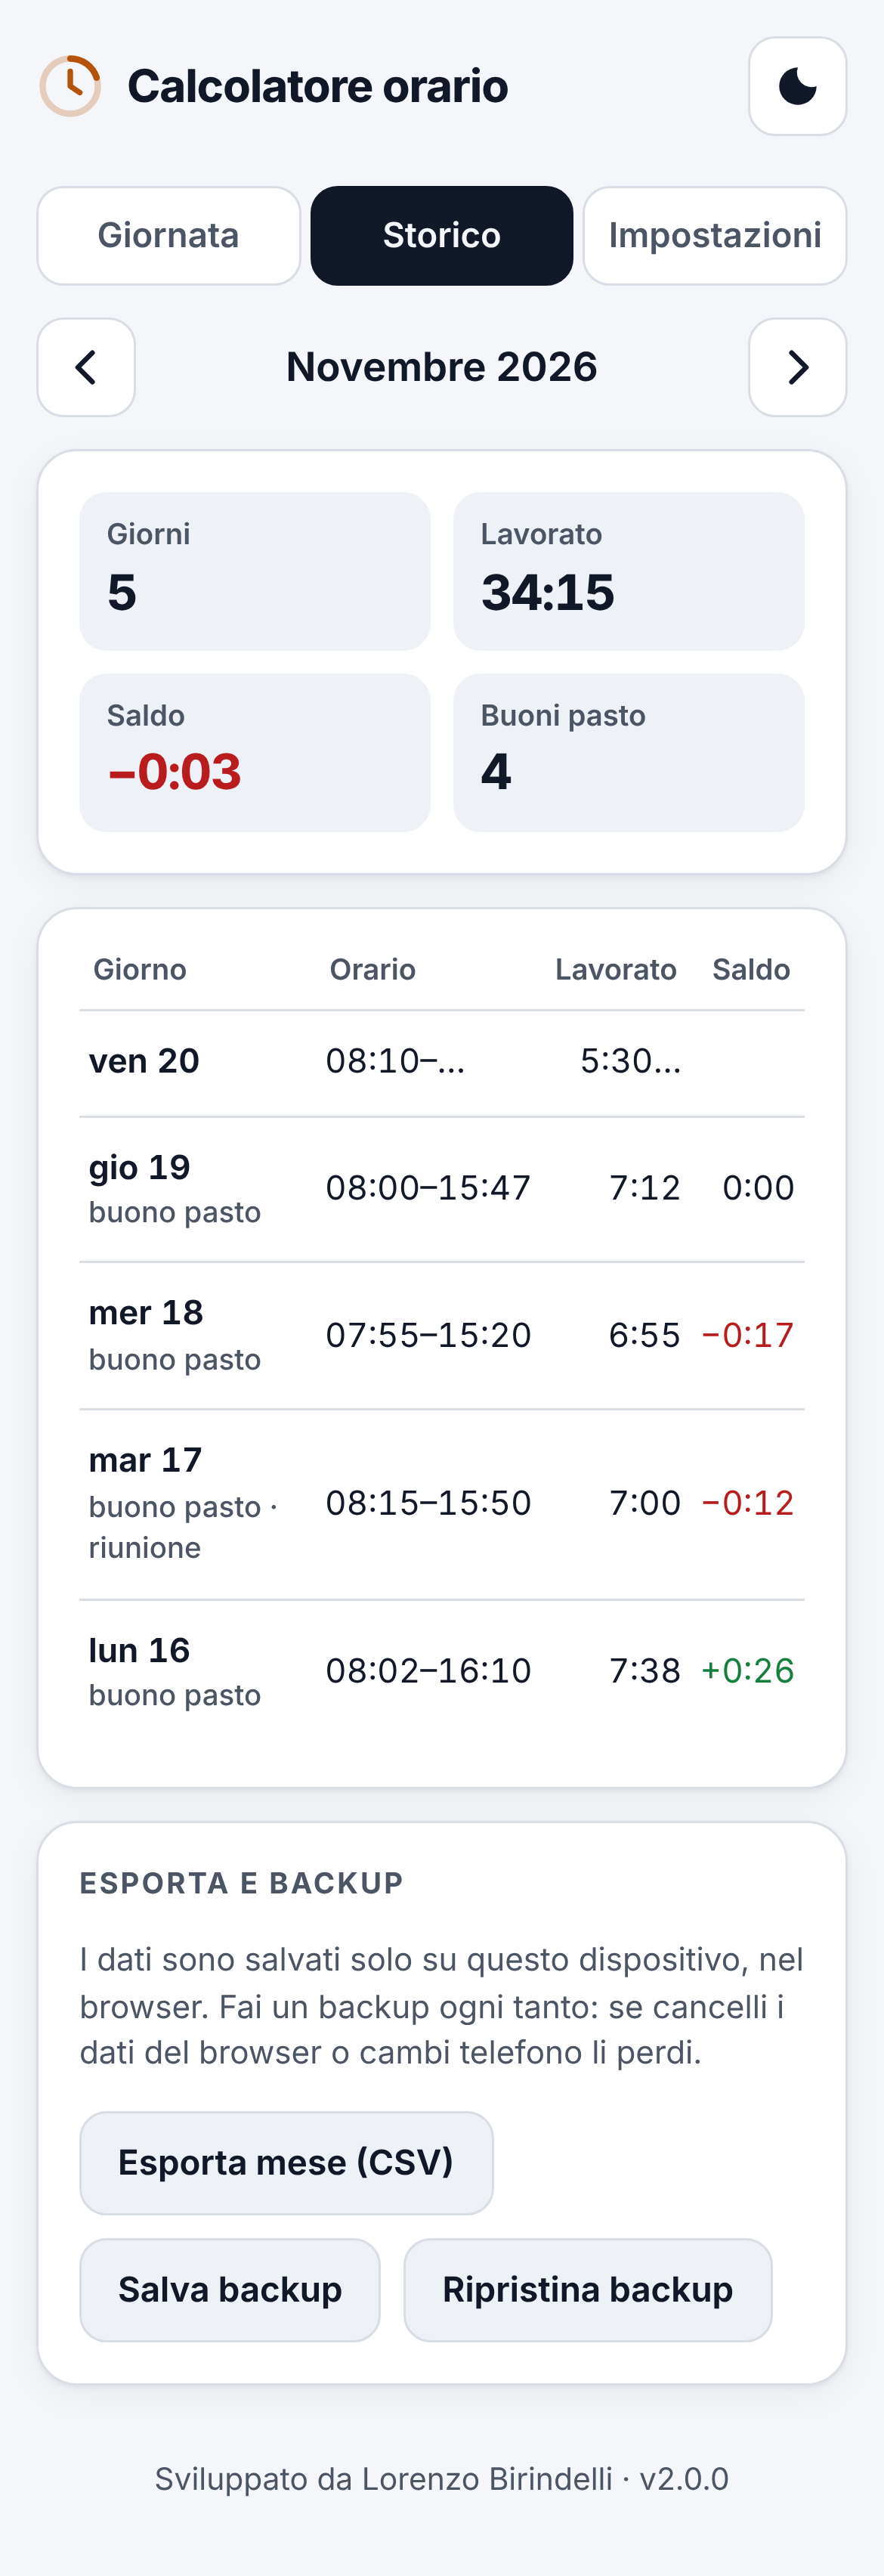 Calcolatore orario
Giornata Storico Impostazioni
Novembre 2026
Giorni Lavorato
5 34:15
Saldo Buoni pasto
−0:03 4
Giorno Orario Lavorato Saldo
ven 20 08:10–… 5:30…
gio 19
buono pasto 08:00–15:47 7:12 0:00
mer 18
buono pasto 07:55–15:20 6:55 −0:17
mar 17
buono pasto · 08:15–15:50 7:00 −0:12
riunione
lun 16
buono pasto 08:02–16:10 7:38 +0:26
ESPORTA E BACKUP
I dati sono salvati solo su questo dispositivo, nel
browser. Fai un backup ogni tanto: se cancelli i
dati del browser o cambi telefono li perdi.
Esporta mese (CSV)
Salva backup Ripristina backup
Sviluppato da Lorenzo Birindelli · v2.0.0